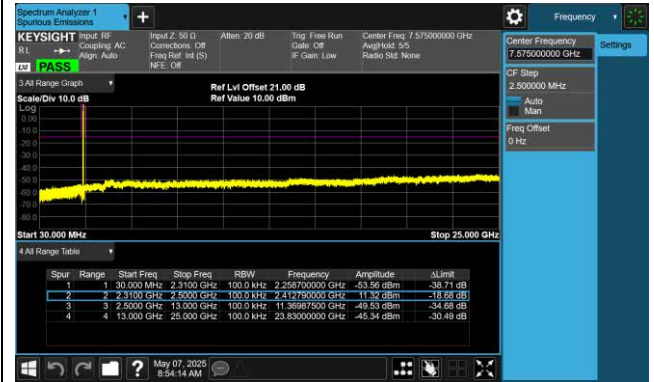 Spectrum Analyzer 1
Spurious Emissions
+
Frequency
KEYSIGHT Input: RF Input Z: 50 Ω Atten: 20 dB Trig: Free Run Center Freq: 7.575000000 GHz
RL Coupling: AC Corrections: Off Gate: Off Avg|Hold: 5/5
Align: Auto Freq Ref: Int (S) IF Gain: Low Radio Std: None
LXI PASS NFE: Off
Center Frequency
7.575000000 GHz
Settings
CF Step
2.500000 MHz
Auto
Man
Freq Offset
0 Hz
3 All Range Graph
Ref Lvl Offset 21.00 dB
Scale/Div 10.0 dB Ref Value 10.00 dBm
Log
0.00
-10.0
-20.0
-30.0
-40.0
-50.0
-60.0
-70.0
-80.0
Start 30.000 MHz Stop 25.000 GHz
4 All Range Table
Spur Range Start Freq Stop Freq RBW Frequency Amplitude ΔLimit
1 1 30.000 MHz 2.3100 GHz 100.0 kHz 2.258700000 GHz -53.56 dBm -38.71 dB
2 2 2.3100 GHz 2.5000 GHz 100.0 kHz 2.412790000 GHz 11.32 dBm -18.68 dB
3 3 2.5000 GHz 13.000 GHz 100.0 kHz 11.36987500 GHz -49.53 dBm -34.68 dB
4 4 13.000 GHz 25.000 GHz 100.0 kHz 23.83000000 GHz -45.34 dBm -30.49 dB
? May 07, 2025
8:54:14 AM